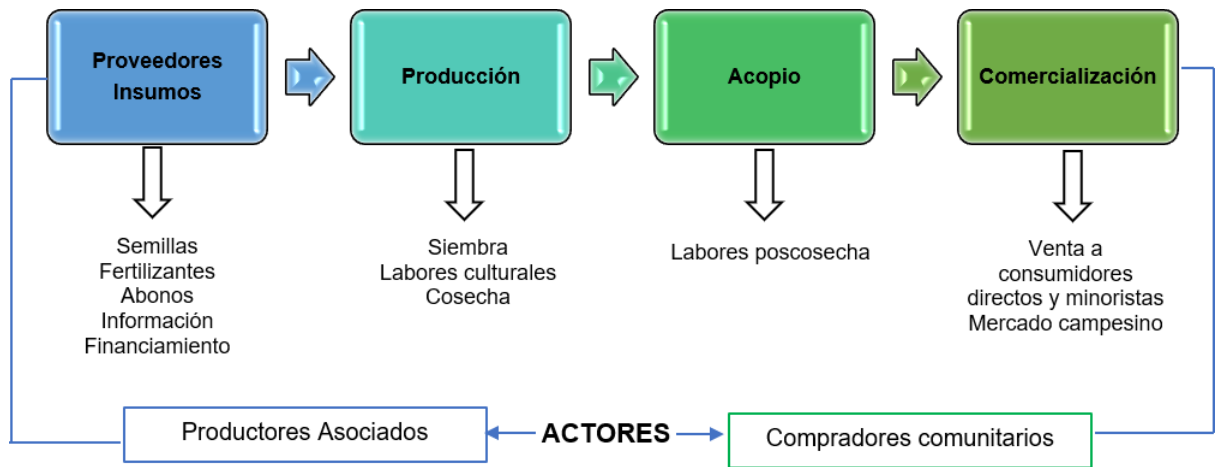 Proveedores
Insumos
Producción
Acopio
Comercialización
Semillas
Fertilizantes
Abonos
Información
Financiamiento
Siembra
Labores culturales
Cosecha
Labores poscosecha
Venta a
consumidores
directos y minoristas
Mercado campesino
Productores Asociados
ACTORES
Compradores comunitarios